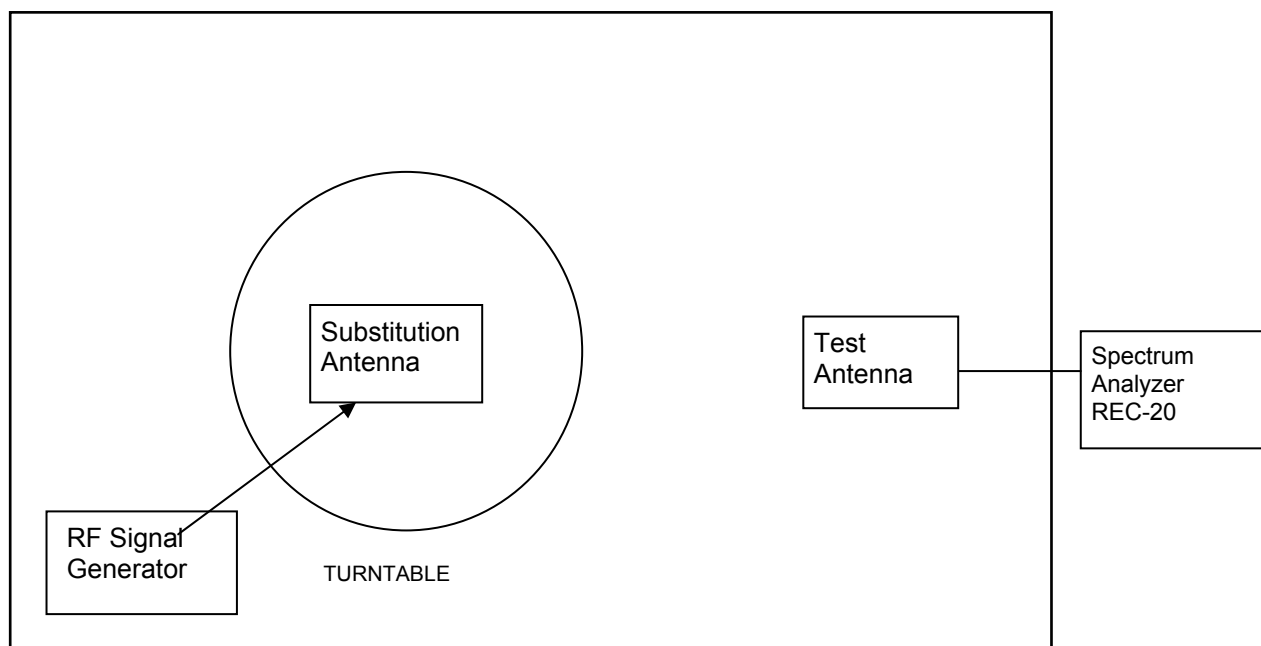 Substitution
Antenna
Test
Antenna
Spectrum
Analyzer
REC-20
RF Signal
Generator
TURNTABLE